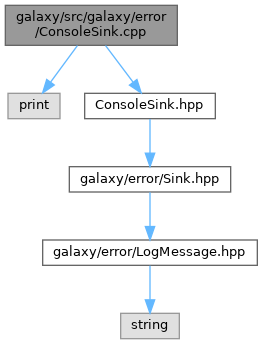 galaxy/src/galaxy/error
/ConsoleSink.cpp
print
ConsoleSink.hpp
galaxy/error/Sink.hpp
galaxy/error/LogMessage.hpp
string